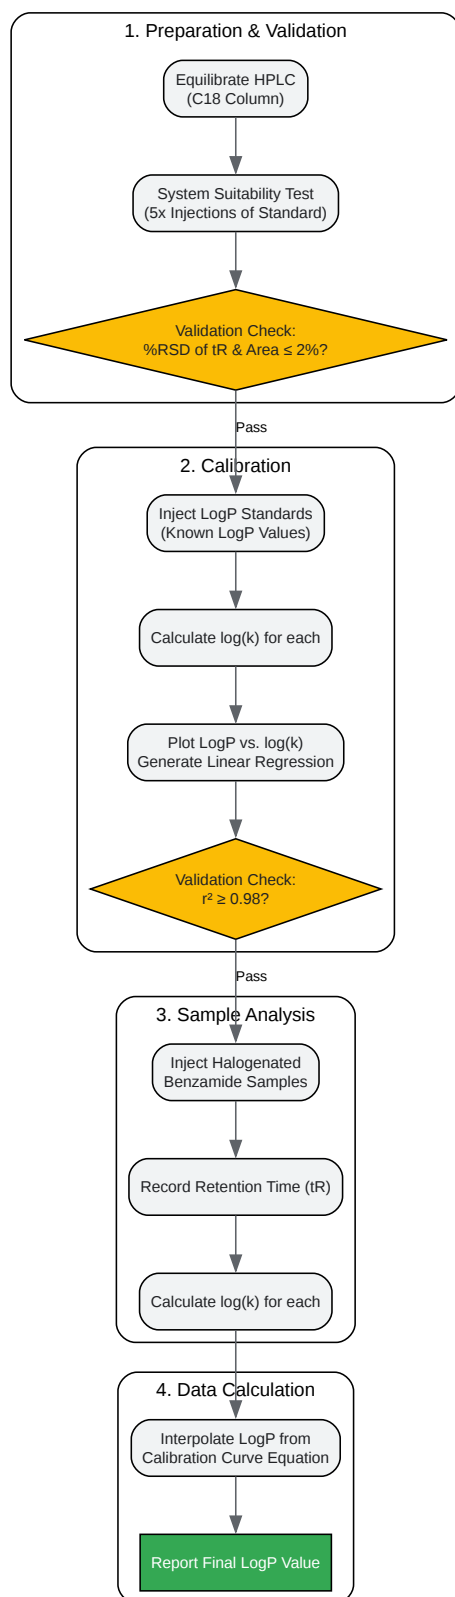 1. Preparation & Validation
Equilibrate HPLC
(C18 Column)
System Suitability Test
(5x Injections of Standard)
Validation Check:
%RSD of tR & Area ≤ 2%?
Pass
2. Calibration
Inject LogP Standards
(Known LogP Values)
Calculate log(k) for each
Plot LogP vs. log(k)
Generate Linear Regression
Validation Check:
r² ≥ 0.98?
Pass
3. Sample Analysis
Inject Halogenated
Benzamide Samples
Record Retention Time (tR)
Calculate log(k) for each
4. Data Calculation
Interpolate LogP from
Calibration Curve Equation
Report Final LogP Value